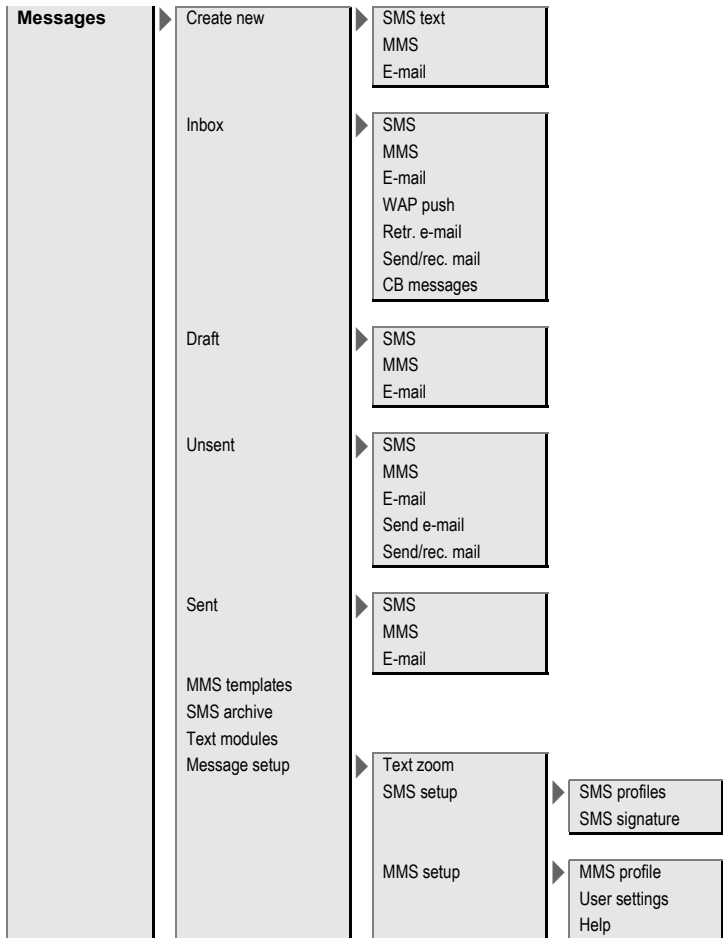 Messages
Create new
SMS text
MMS
E-mail
Inbox
SMS
MMS
E-mail
WAP push
Retr. e-mail
Send/rec. mail
CB messages
Draft
SMS
MMS
E-mail
Unsent
SMS
MMS
E-mail
Send e-mail
Send/rec. mail
Sent
SMS
MMS
E-mail
MMS templates
SMS archive
Text modules
Message setup
Text zoom
SMS setup
SMS profiles
SMS signature
MMS setup
MMS profile
User settings
Help